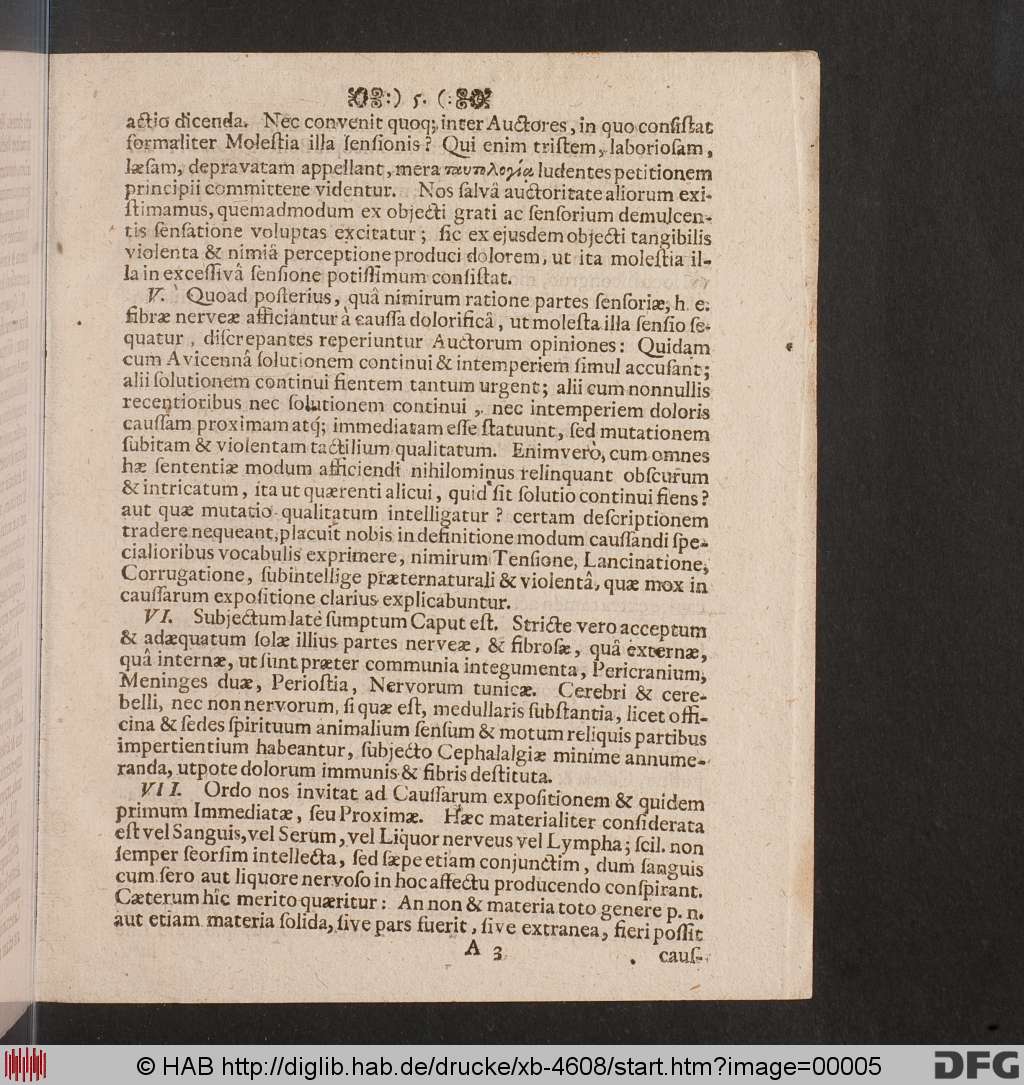 :) 5. (:
actio dicenda. Nec convenit quoq; inter Auctores, in quo conſiſtat
formaliter Moleſtia illa ſenſionis? Qui enim triſtem, laborioſam,
læſam, depravatam appellant, mera ταυτολογία ludentes petitionem
principii committere videntur. Nos ſalvâ auctoritate aliorum exi-
ſtimamus, quemadmodum ex objecti grati ac ſenſorium demulcen-
tis ſenſatione voluptas excitatur; ſic ex ejusdem objecti tangibilis
violenta & nimiâ perceptione produci dolorem, ut ita moleſtia il-
la in exceſſivâ ſenſione potiſſimum conſiſtat.
V. Quoad poſterius, quâ nimirum ratione partes ſenſoriæ, h. e.
fibræ nerveæ afficiantur à cauſſa dolorificâ, ut moleſta illa ſenſio ſe-
quatur, diſcrepantes reperiuntur Auctorum opiniones: Quidam
cum Avicennâ ſolutionem continui & intemperiem ſimul accuſant;
alii ſolutionem continui fientem tantum urgent; alii cum nonnullis
recentioribus nec ſolutionem continui, nec intemperiem doloris
cauſſam proximam atq́; immediatam eſſe ſtatuunt, ſed mutationem
ſubitam & violentam tactilium qualitatum. Enimverò, cum omnes
hæ ſententiæ modum afficiendi nihilominus relinquant obſcurum
& intricatum, ita ut quærenti alicui, quid ſit ſolutio continui fiens?
aut quæ mutatio qualitatum intelligatur? certam deſcriptionem
tradere nequeant, placuit nobis in definitione modum cauſſandi ſpe-
cialioribus vocabulis exprimere, nimirum Tenſione, Lancinatione,
Corrugatione, ſubintellige præternaturali & violentâ, quæ mox in
cauſſarum expoſitione clarius explicabuntur.
VI. Subjectum latè ſumptum Caput eſt. Stricte vero acceptum
& adæquatum ſolæ illius partes nerveæ, & fibroſæ, quâ externæ,
quâ internæ, ut ſunt præter communia integumenta, Pericranium,
Meninges duæ, Perioſtia, Nervorum tunicæ. Cerebri & cere-
belli, nec non nervorum, ſi quæ eſt, medullaris ſubſtantia, licet offi-
cina & ſedes ſpirituum animalium ſenſum & motum reliquis partibus
impertientium habeantur, ſubjecto Cephalalgiæ minime annume-
randa, utpote dolorum immunis & fibris deſtituta.
VII. Ordo nos invitat ad Cauſſarum expoſitionem & quidem
primum Immediatæ, ſeu Proximæ. Hæc materialiter conſiderata
eſt vel Sanguis, vel Serum, vel Liquor nerveus vel Lympha; ſcil. non
ſemper ſeorſim intellecta, ſed ſæpe etiam conjunctim, dum ſanguis
cum ſero aut liquore nervoſo in hoc affectu producendo conſpirant.
Cæterum hîc merito quæritur: An non & materia toto genere p. n.
aut etiam materia ſolida, ſive pars fuerit, ſive extranea, fieri poſſit
A 3
cauſ-
© HAB http://diglib.hab.de/drucke/xb-4608/start.htm?image=00005
DFG